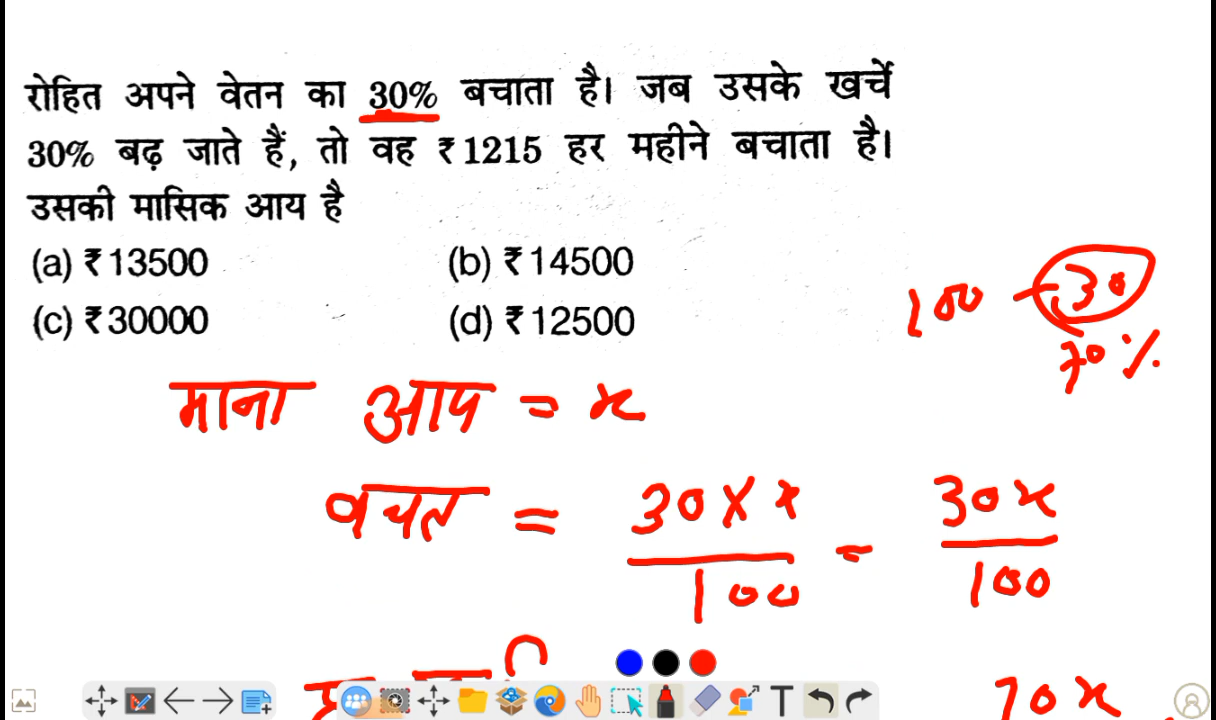 रोहित अपने वेतन का 30% बचाता है। जब उसके खर्चे
30% बढ़ जाते हैं, तो वह ₹1215 हर महीने बचाता है।
उसकी मासिक आय है
(a) ₹13500 (b) ₹14500
(c) ₹30000 (d) ₹12500
100 - 30
70%
माना आय = x
बचत = 30 × x / 100 = 30x / 100
70x